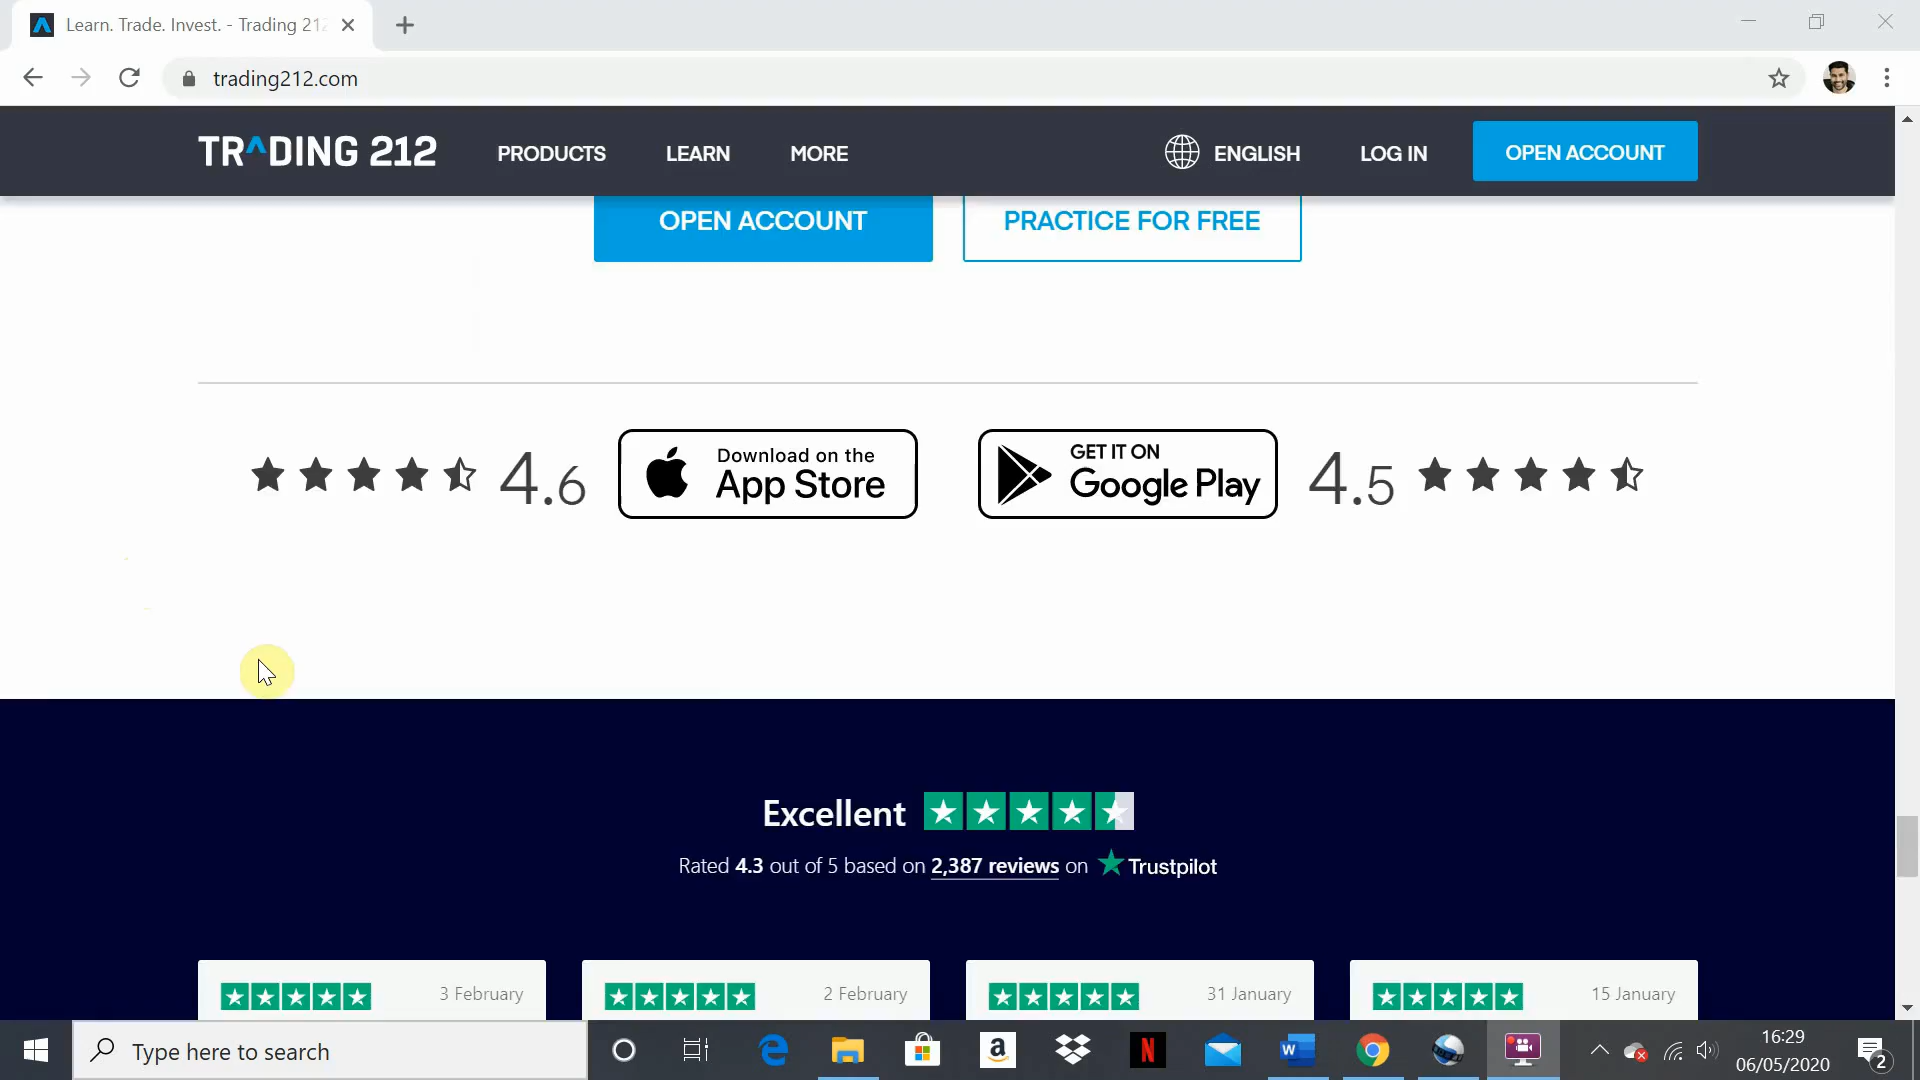 Learn. Trade. Invest. - Trading 212
trading212.com
TRADING 212
PRODUCTS
LEARN
MORE
ENGLISH
LOG IN
OPEN ACCOUNT
OPEN ACCOUNT
PRACTICE FOR FREE
4.6
Download on the
App Store
GET IT ON
Google Play
4.5
Excellent
Rated 4.3 out of 5 based on 2,387 reviews on Trustpilot
3 February
2 February
31 January
15 January
Type here to search
16:29
06/05/2020
2